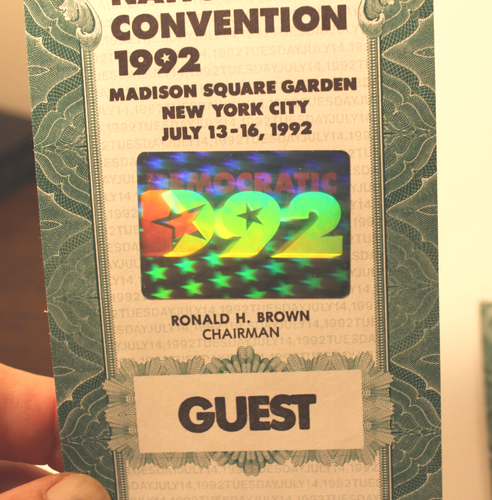 CONVENTION
1992
MADISON SQUARE GARDEN
NEW YORK CITY
JULY 13-16, 1992
DEMOCRATIC
1992
RONALD H. BROWN
CHAIRMAN
GUEST